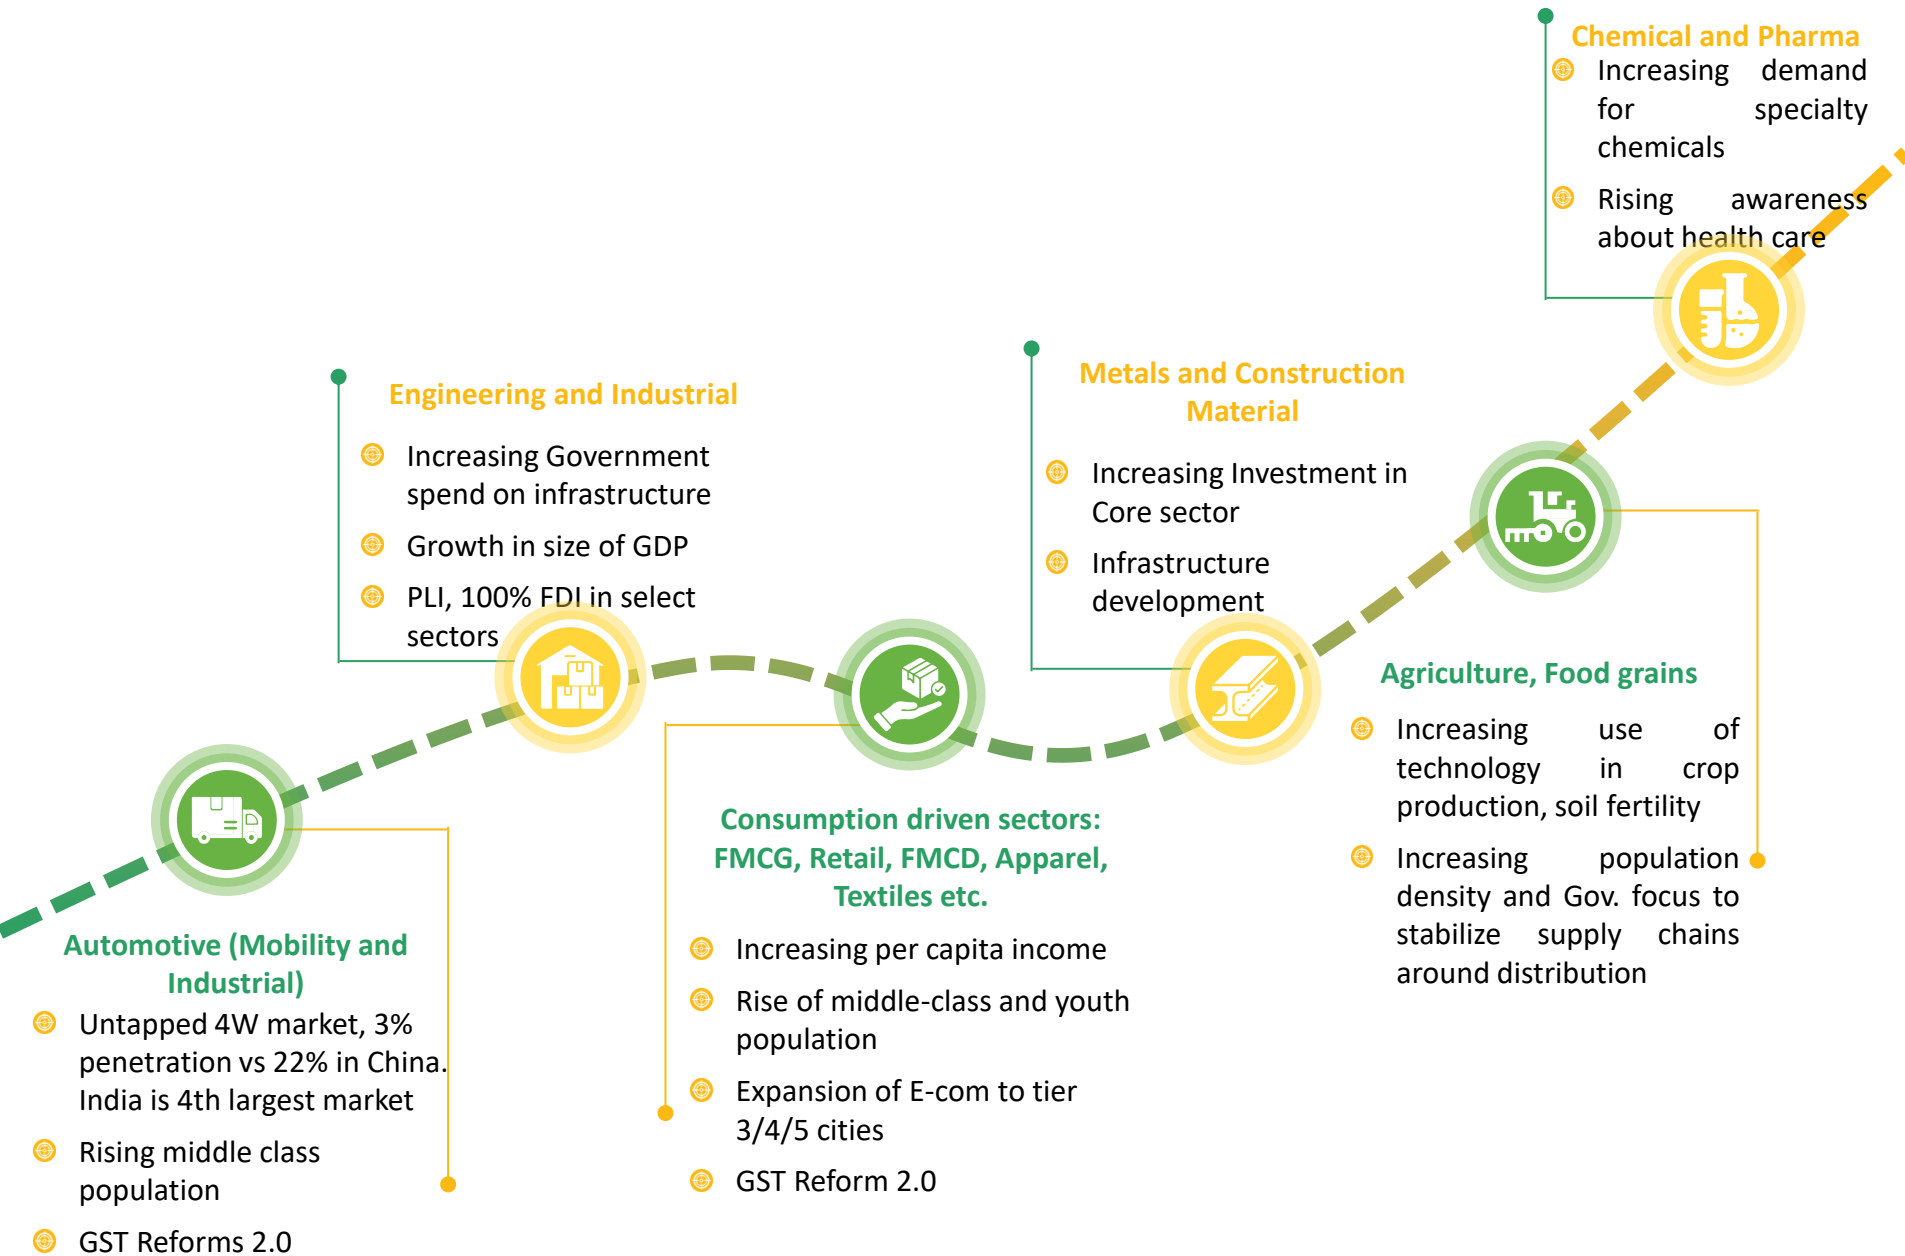 Chemical and Pharma
Increasing demand
for specialty
chemicals
Rising awareness
about health care
Engineering and Industrial
Increasing Government
spend on infrastructure
Growth in size of GDP
PLI, 100% FDI in select
sectors
Metals and Construction
Material
Increasing Investment in
Core sector
Infrastructure
development
Agriculture, Food grains
Increasing use of
technology in crop
production, soil fertility
Increasing population
density and Gov. focus to
stabilize supply chains
around distribution
Consumption driven sectors:
FMCG, Retail, FMCD, Apparel,
Textiles etc.
Increasing per capita income
Rise of middle-class and youth
population
Expansion of E-com to tier
3/4/5 cities
GST Reform 2.0
Automotive (Mobility and
Industrial)
Untapped 4W market, 3%
penetration vs 22% in China.
India is 4th largest market
Rising middle class
population
GST Reforms 2.0